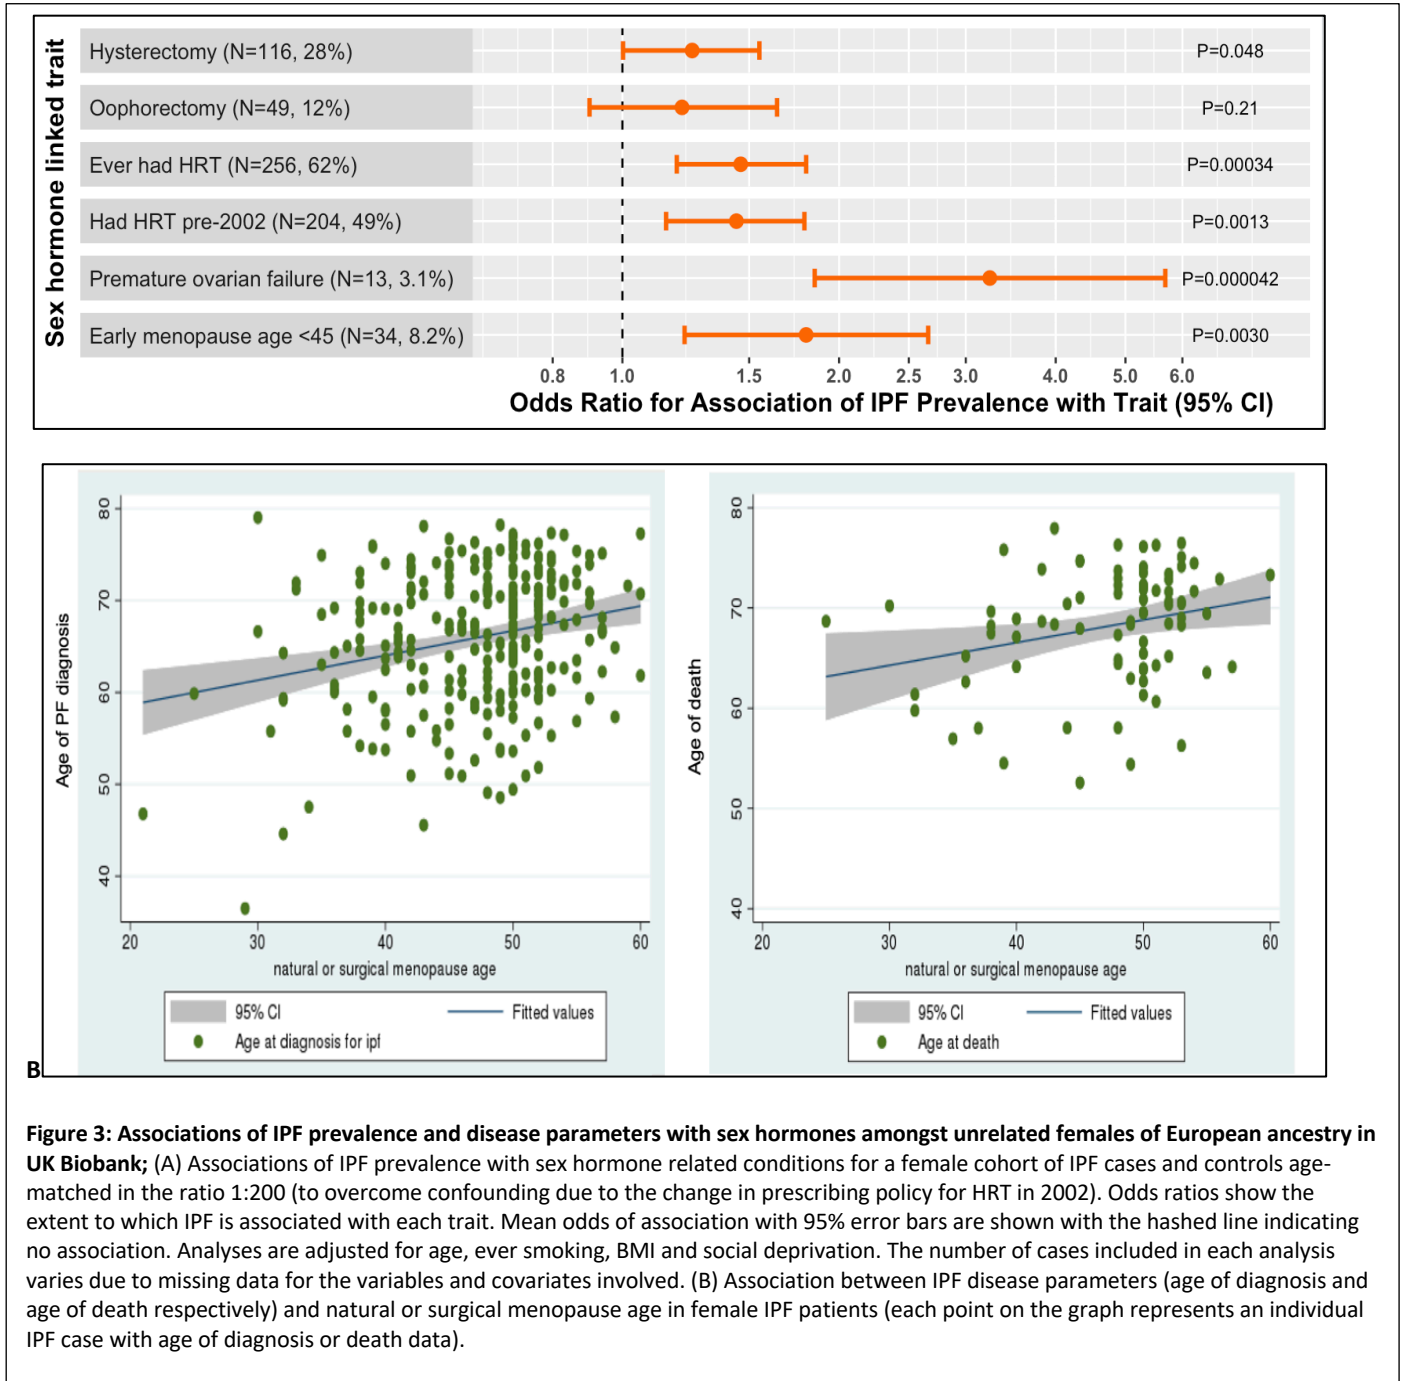 Sex hormone linked trait
Hysterectomy (N=116, 28%)
P=0.048
Oophorectomy (N=49, 12%)
P=0.21
Ever had HRT (N=256, 62%)
P=0.00034
Had HRT pre-2002 (N=204, 49%)
P=0.0013
Premature ovarian failure (N=13, 3.1%)
P=0.000042
Early menopause age <45 (N=34, 8.2%)
P=0.0030
0.8 1.0 1.5 2.0 2.5 3.0 4.0 5.0 6.0
Odds Ratio for Association of IPF Prevalence with Trait (95% CI)
Age of PF diagnosis
80
70
60
50
40
20 30 40 50 60
natural or surgical menopause age
95% CI Fitted values
Age at diagnosis for ipf
Age of death
80
70
60
50
40
20 30 40 50 60
natural or surgical menopause age
95% CI Fitted values
Age at death
B
Figure 3: Associations of IPF prevalence and disease parameters with sex hormones amongst unrelated females of European ancestry in
UK Biobank; (A) Associations of IPF prevalence with sex hormone related conditions for a female cohort of IPF cases and controls age-
matched in the ratio 1:200 (to overcome confounding due to the change in prescribing policy for HRT in 2002). Odds ratios show the
extent to which IPF is associated with each trait. Mean odds of association with 95% error bars are shown with the hashed line indicating
no association. Analyses are adjusted for age, ever smoking, BMI and social deprivation. The number of cases included in each analysis
varies due to missing data for the variables and covariates involved. (B) Association between IPF disease parameters (age of diagnosis and
age of death respectively) and natural or surgical menopause age in female IPF patients (each point on the graph represents an individual
IPF case with age of diagnosis or death data).